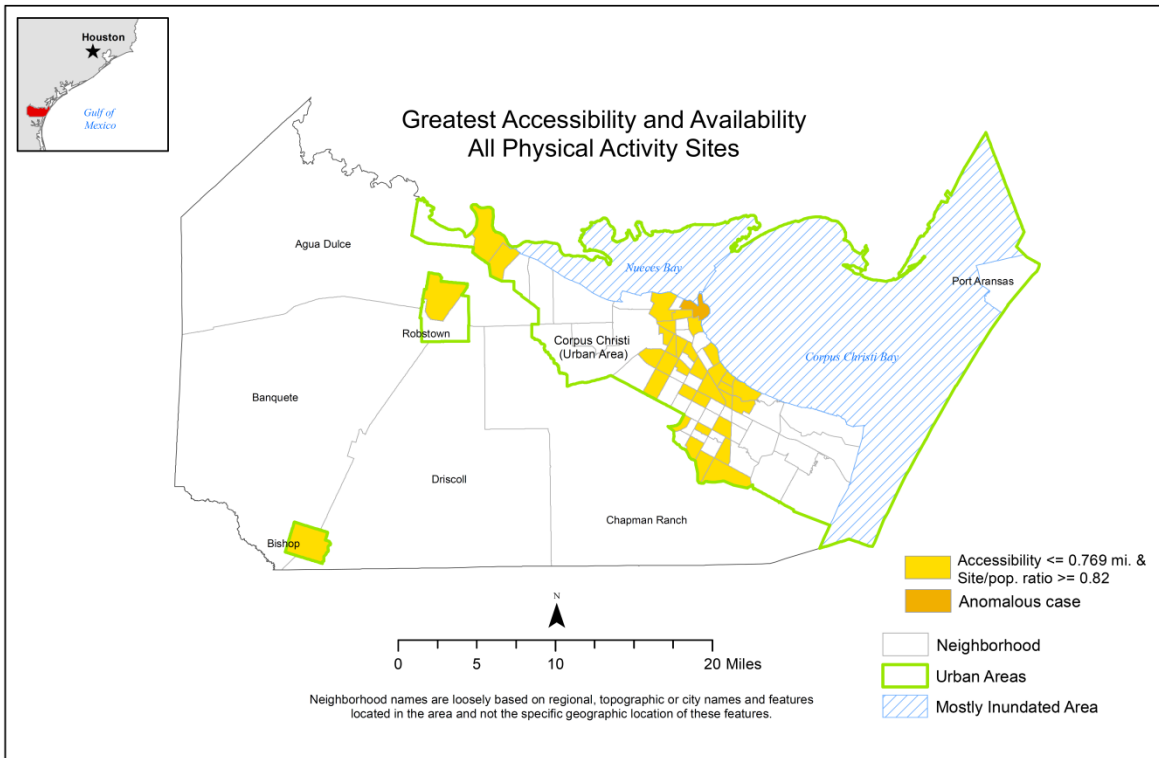 Houston
Gulf of
Mexico
Greatest Accessibility and Availability
All Physical Activity Sites
Agua Dulce
Nueces Bay
Port Aransas
Robstown
Corpus Christi
(Urban Area)
Corpus Christi Bay
Banquete
Driscoll
Chapman Ranch
Bishop
Accessibility <= 0.769 mi. &
Site/pop. ratio >= 0.82
Anomalous case
N
Neighborhood
0 5 10 20 Miles
Urban Areas
Neighborhood names are loosely based on regional, topographic or city names and features
located in the area and not the specific geographic location of these features.
Mostly Inundated Area